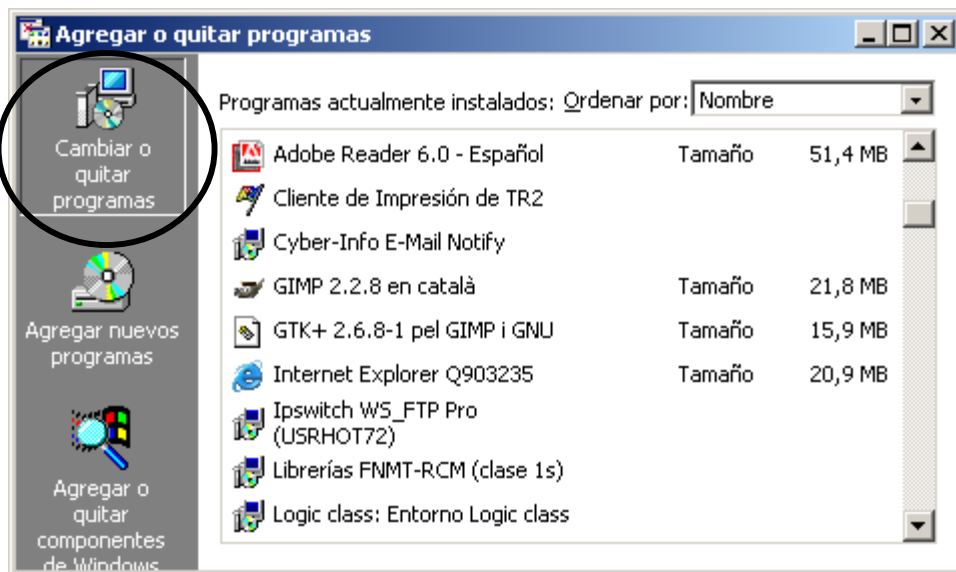 Agregar o quitar programas
Cambiar o
quitar
programas
Agregar nuevos
programas
Agregar o
quitar
componentes
de Windows
Programas actualmente instalados: Ordenar por: Nombre
Adobe Reader 6.0 - Español Tamaño 51,4 MB
Cliente de Impresión de TR2
Cyber-Info E-Mail Notify
GIMP 2.2.8 en català Tamaño 21,8 MB
GTK+ 2.6.8-1 pel GIMP i GNU Tamaño 15,9 MB
Internet Explorer Q903235 Tamaño 20,9 MB
Ipswitch WS_FTP Pro
(USRHOT72)
Librerías FNMT-RCM (clase 1s)
Logic class: Entorno Logic class